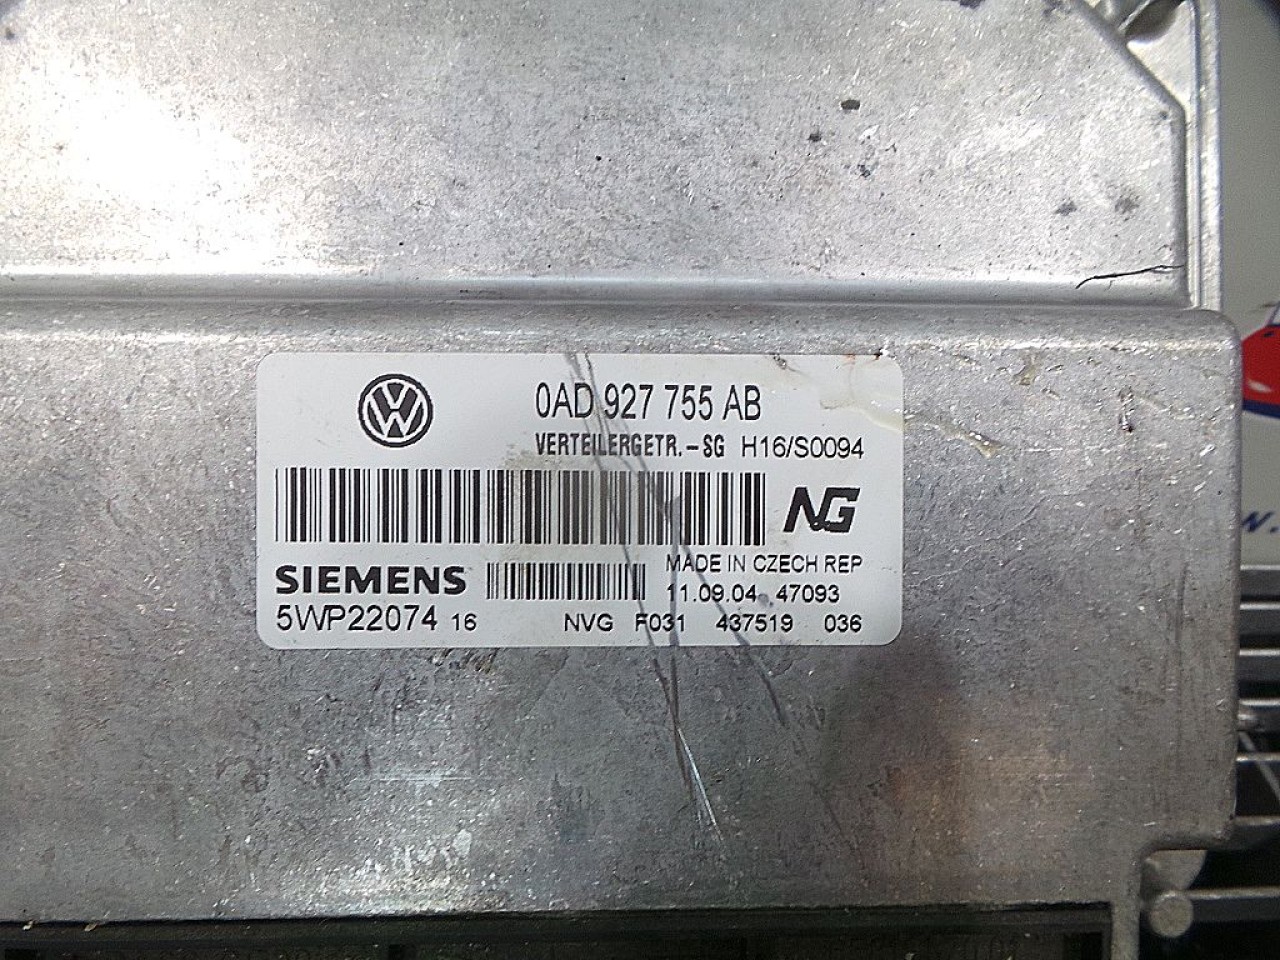 0AD 927 755 AB
VERTEILERGETR.-SG H16/S0094
NG
SIEMENS
MADE IN CZECH REP
11.09.04 47093
5WP22074 16
NVG F031 437519 036